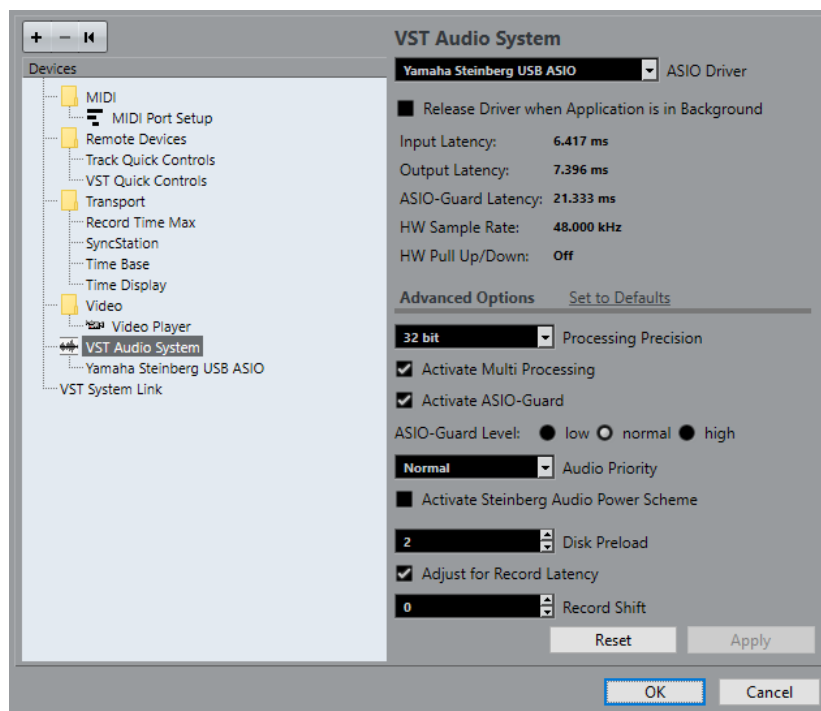 Devices
MIDI
MIDI Port Setup
Remote Devices
Track Quick Controls
VST Quick Controls
Transport
Record Time Max
SyncStation
Time Base
Time Display
Video
Video Player
VST Audio System
Yamaha Steinberg USB ASIO
VST System Link
VST Audio System
Yamaha Steinberg USB ASIO ASIO Driver
Release Driver when Application is in Background
Input Latency: 6.417 ms
Output Latency: 7.396 ms
ASIO-Guard Latency: 21.333 ms
HW Sample Rate: 48.000 kHz
HW Pull Up/Down: Off
Advanced Options Set to Defaults
32 bit Processing Precision
Activate Multi Processing
Activate ASIO-Guard
ASIO-Guard Level: low normal high
Normal Audio Priority
Activate Steinberg Audio Power Scheme
2 Disk Preload
Adjust for Record Latency
0 Record Shift
Reset Apply
OK Cancel